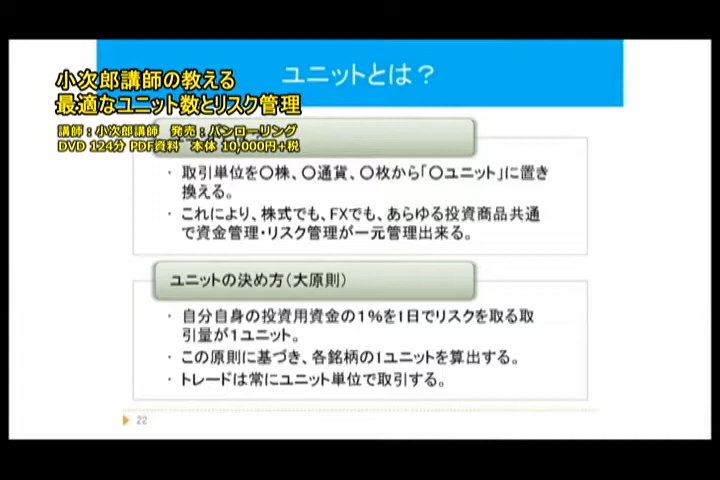 ユニットとは？
小次郎講師の教える
最適なユニット数とリスク管理
講師：小次郎講師　発売：パンローリング
DVD 124分 PDF資料　本体 10,000円+税
・ 取引単位を〇株、〇通貨、〇枚から「〇ユニット」に置き
換える。
・ これにより、株式でも、FXでも、あらゆる投資商品共通
で資金管理・リスク管理が一元管理出来る。
ユニットの決め方（大原則）
・ 自分自身の投資用資金の１％を１日でリスクを取る取
引量が１ユニット。
・ この原則に基づき、各銘柄の１ユニットを算出する。
・ トレードは常にユニット単位で取引する。
22